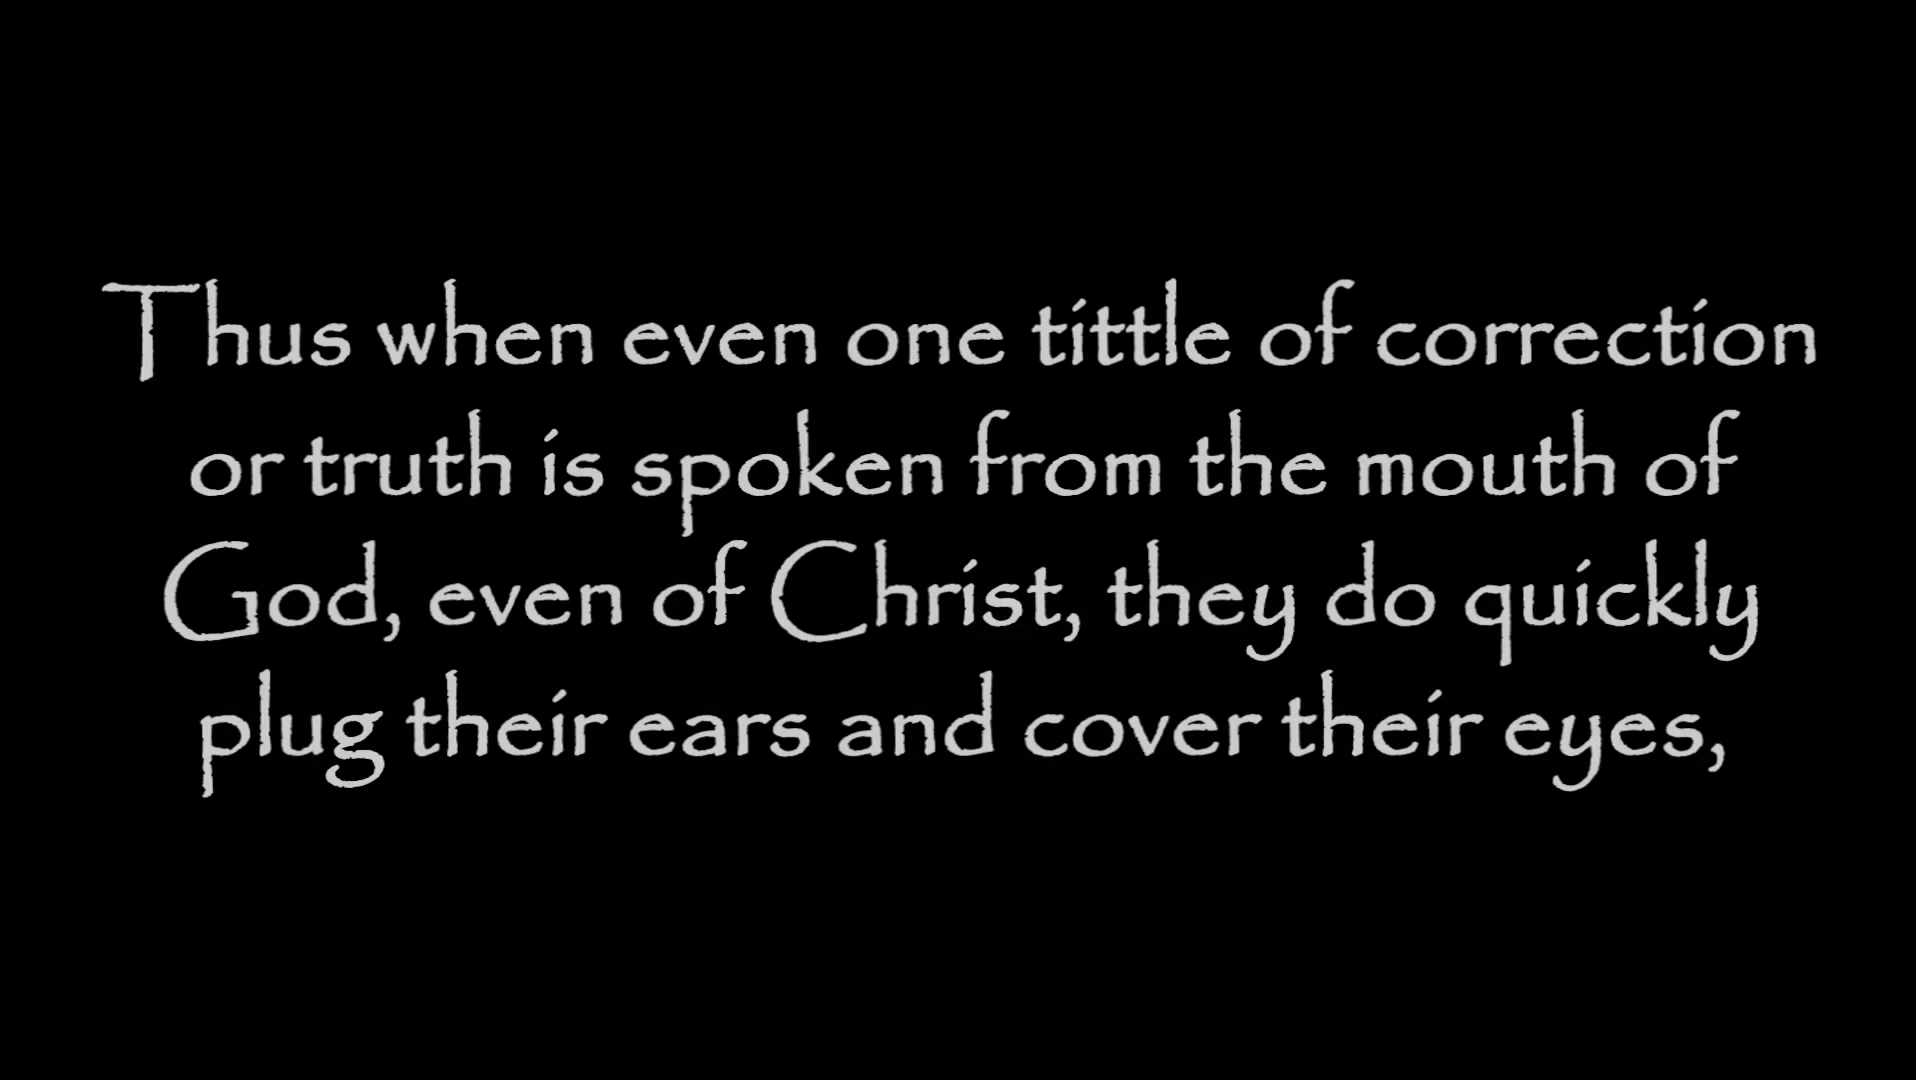 Thus when even one tittle of correction
or truth is spoken from the mouth of
God, even of Christ, they do quickly
plug their ears and cover their eyes,